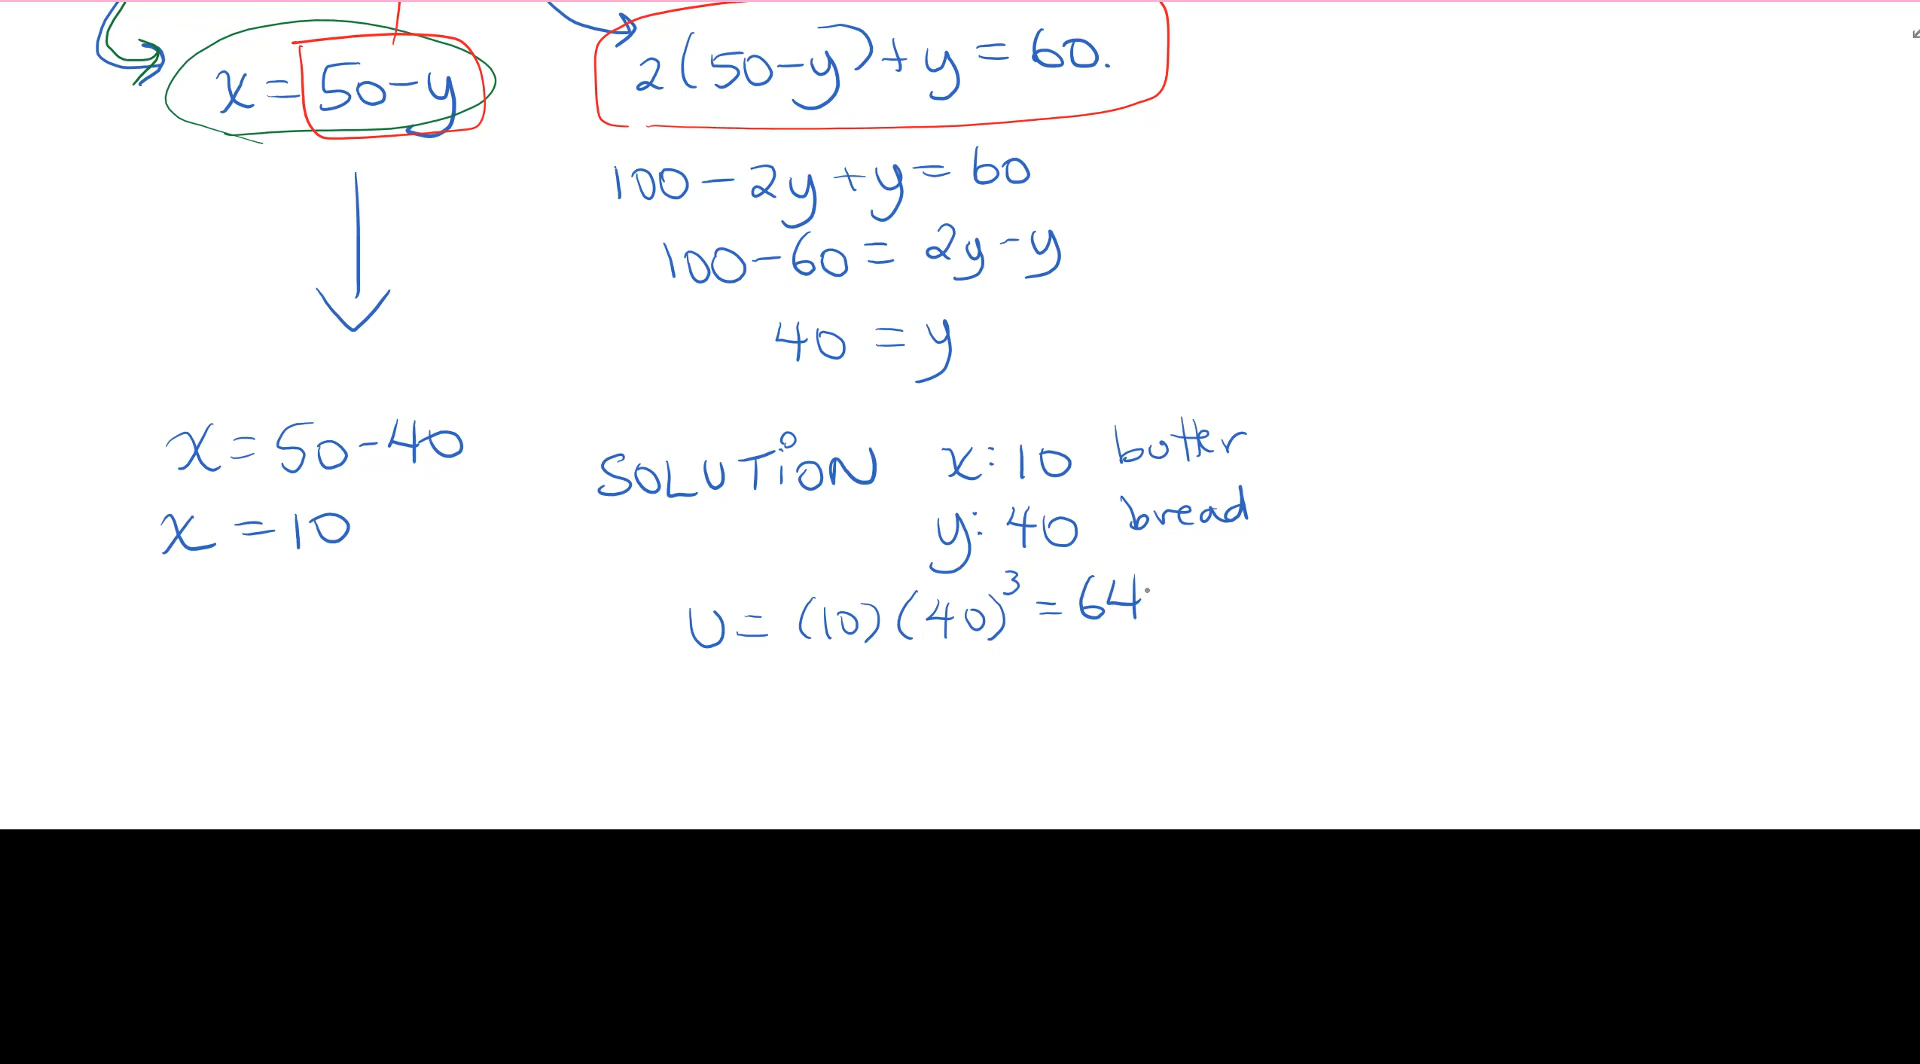 x = 50 - y
2(50 - y) + y = 60.
100 - 2y + y = 60
100 - 60 = 2y - y
40 = y
x = 50 - 40
x = 10
SOLUTION x: 10 butter
y: 40 bread
U = (10)(40)³ = 64